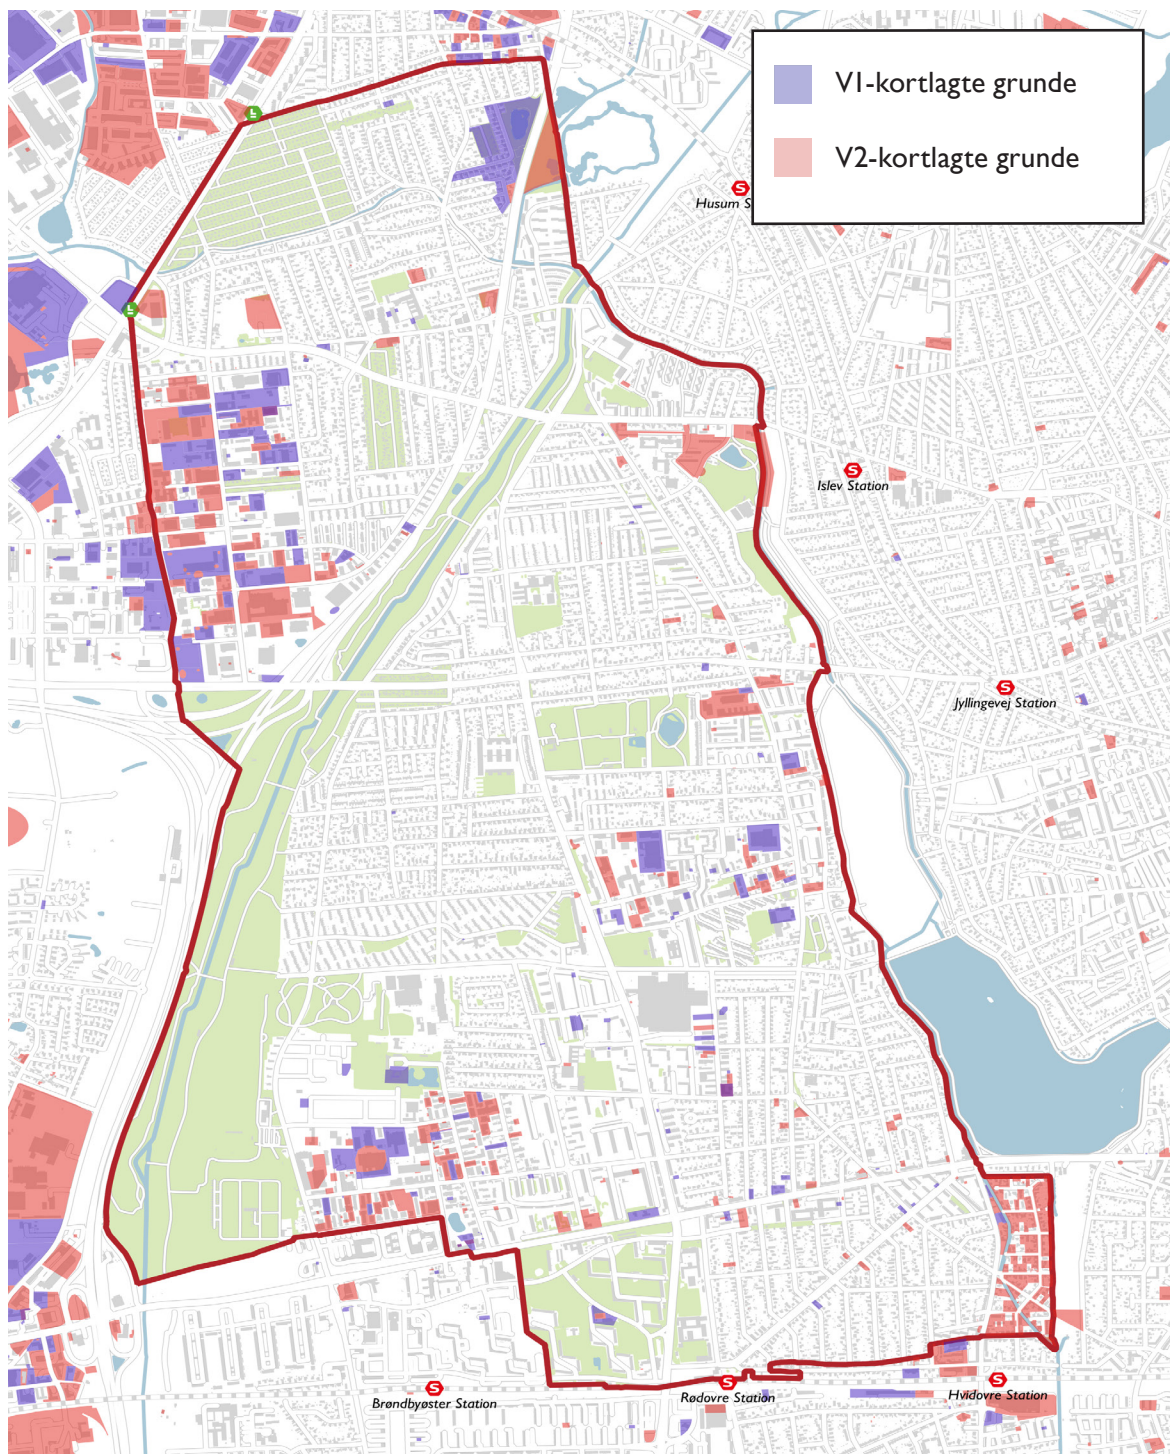 V1-kortlagte grunde
V2-kortlagte grunde
S
Husum S
S
Islev Station
S
Jyllingevej Station
S
Brøndbyøster Station
S
Rødovre Station
S
Hvidovre Station
L
L